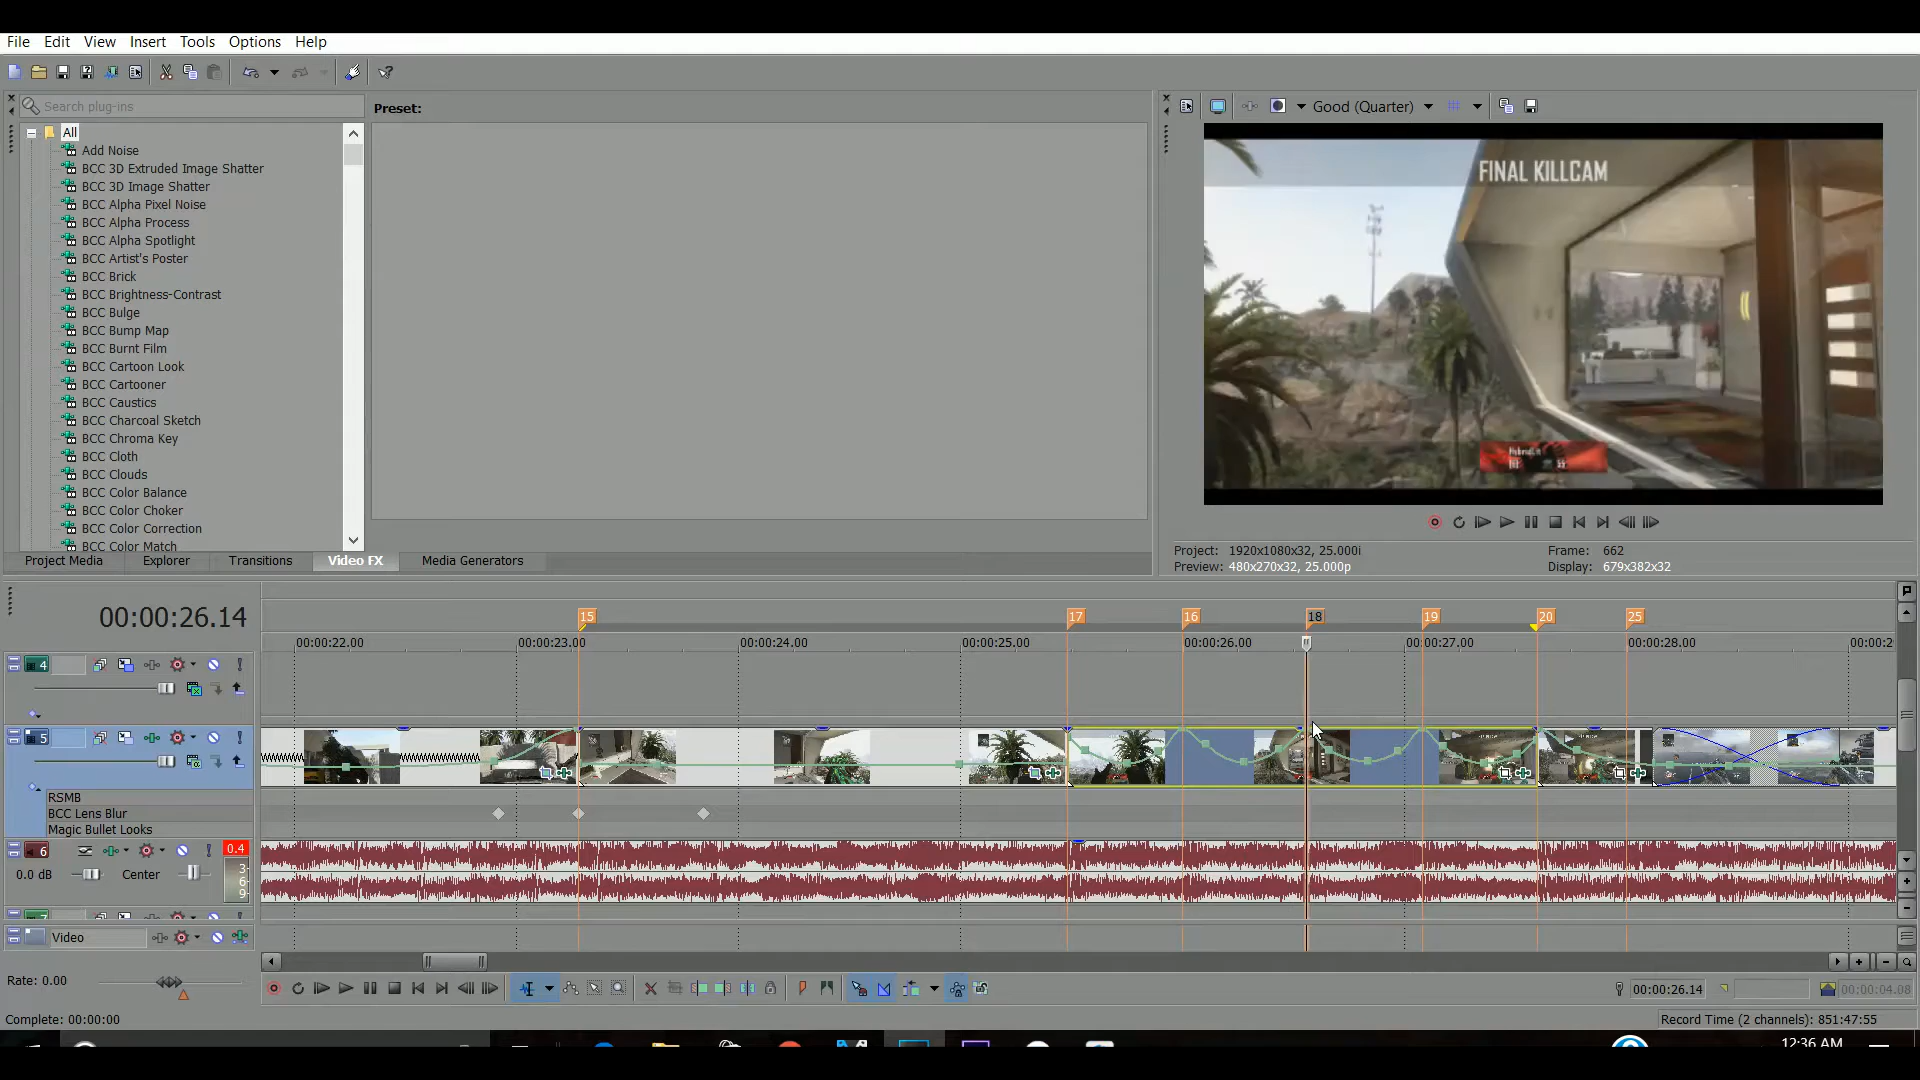 File Edit View Insert Tools Options Help
Search plug-ins
Preset:
Good (Quarter)
All
Add Noise
BCC 3D Extruded Image Shatter
BCC 3D Image Shatter
BCC Alpha Pixel Noise
BCC Alpha Process
BCC Alpha Spotlight
BCC Artist's Poster
BCC Brick
BCC Brightness-Contrast
BCC Bulge
BCC Bump Map
BCC Burnt Film
BCC Cartoon Look
BCC Cartooner
BCC Caustics
BCC Charcoal Sketch
BCC Chroma Key
BCC Cloth
BCC Clouds
BCC Color Balance
BCC Color Choker
BCC Color Correction
BCC Color Match
FINAL KILLCAM
Project Media Explorer Transitions Video FX Media Generators
Project: 1920x1080x32, 25.000i
Frame: 662
Preview: 480x270x32, 25.000p
Display: 679x382x32
00:00:26.14
15 17 16 18 19 20 25
00:00:22.00 00:00:23.00 00:00:24.00 00:00:25.00 00:00:26.00 00:00:27.00 00:00:28.00 00:00:2
4
5
RSMB
BCC Lens Blur
Magic Bullet Looks
6
0.4
0.0 dB Center
3
6
9
Video
Rate: 0.00
00:00:26.14
00:00:04.08
Complete: 00:00:00
Record Time (2 channels): 851:47:55
12:36 AM